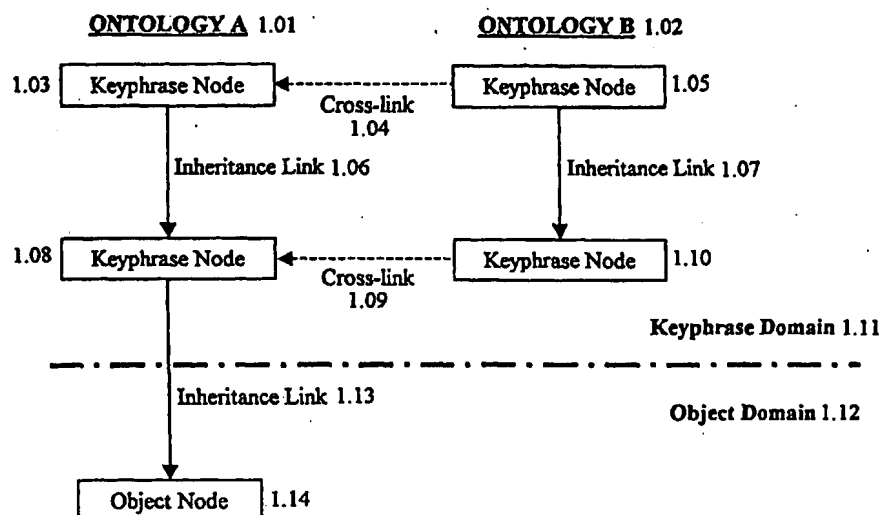 ONTOLOGY A 1.01 ONTOLOGY B 1.02
1.03 Keyphrase Node Keyphrase Node 1.05
Cross-link
1.04
Inheritance Link 1.06 Inheritance Link 1.07
1.08 Keyphrase Node Keyphrase Node 1.10
Cross-link
1.09
Keyphrase Domain 1.11
Inheritance Link 1.13
Object Domain 1.12
Object Node 1.14